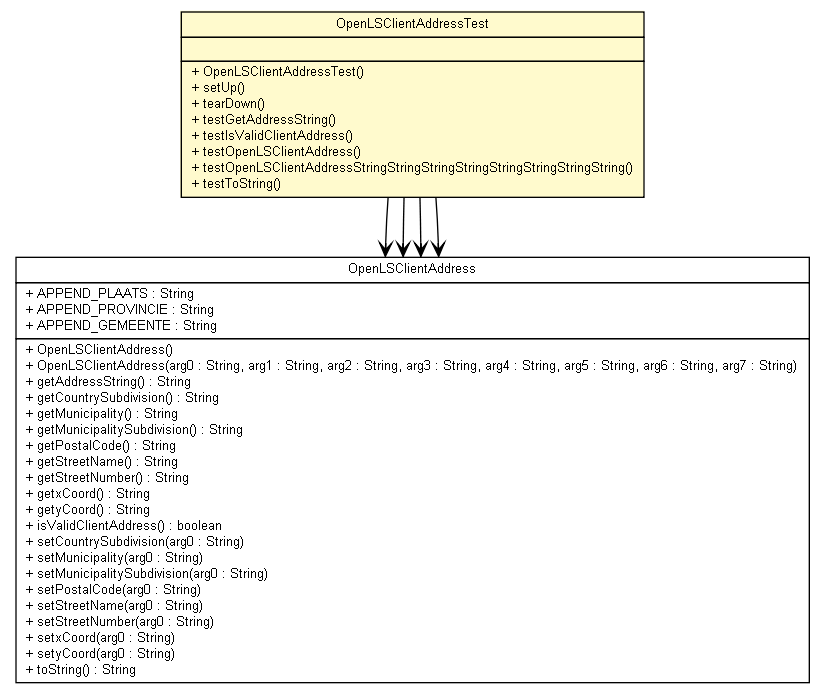 OpenLSClientAddressTest
+ OpenLSClientAddressTest()
+ setUp()
+ tearDown()
+ testGetAddressString()
+ testIsValidClientAddress()
+ testOpenLSClientAddress()
+ testOpenLSClientAddressStringStringStringStringStringStringStringString()
+ testToString()
OpenLSClientAddress
+ APPEND_PLAATS : String
+ APPEND_PROVINCIE : String
+ APPEND_GEMEENTE : String
+ OpenLSClientAddress()
+ OpenLSClientAddress(arg0 : String, arg1 : String, arg2 : String, arg3 : String, arg4 : String, arg5 : String, arg6 : String, arg7 : String)
+ getAddressString() : String
+ getCountrySubdivision() : String
+ getMunicipality() : String
+ getMunicipalitySubdivision() : String
+ getPostalCode() : String
+ getStreetName() : String
+ getStreetNumber() : String
+ getxCoord() : String
+ getyCoord() : String
+ isValidClientAddress() : boolean
+ setCountrySubdivision(arg0 : String)
+ setMunicipality(arg0 : String)
+ setMunicipalitySubdivision(arg0 : String)
+ setPostalCode(arg0 : String)
+ setStreetName(arg0 : String)
+ setStreetNumber(arg0 : String)
+ setxCoord(arg0 : String)
+ setyCoord(arg0 : String)
+ toString() : String